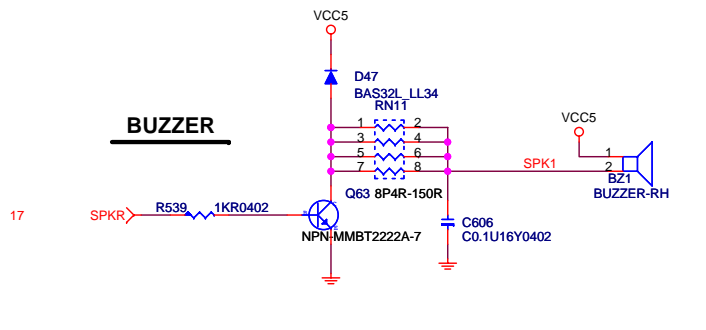 VCC5
D47
BAS32L_LL34
RN11
VCC5
BUZZER
1 2
3 4
5 6
7 8
SPK1
1
2
BZ1
BUZZER-RH
Q63 8P4R-150R
17 SPKR R539 1KR0402
C606
C0.1U16Y0402
NPN-MMBT2222A-7